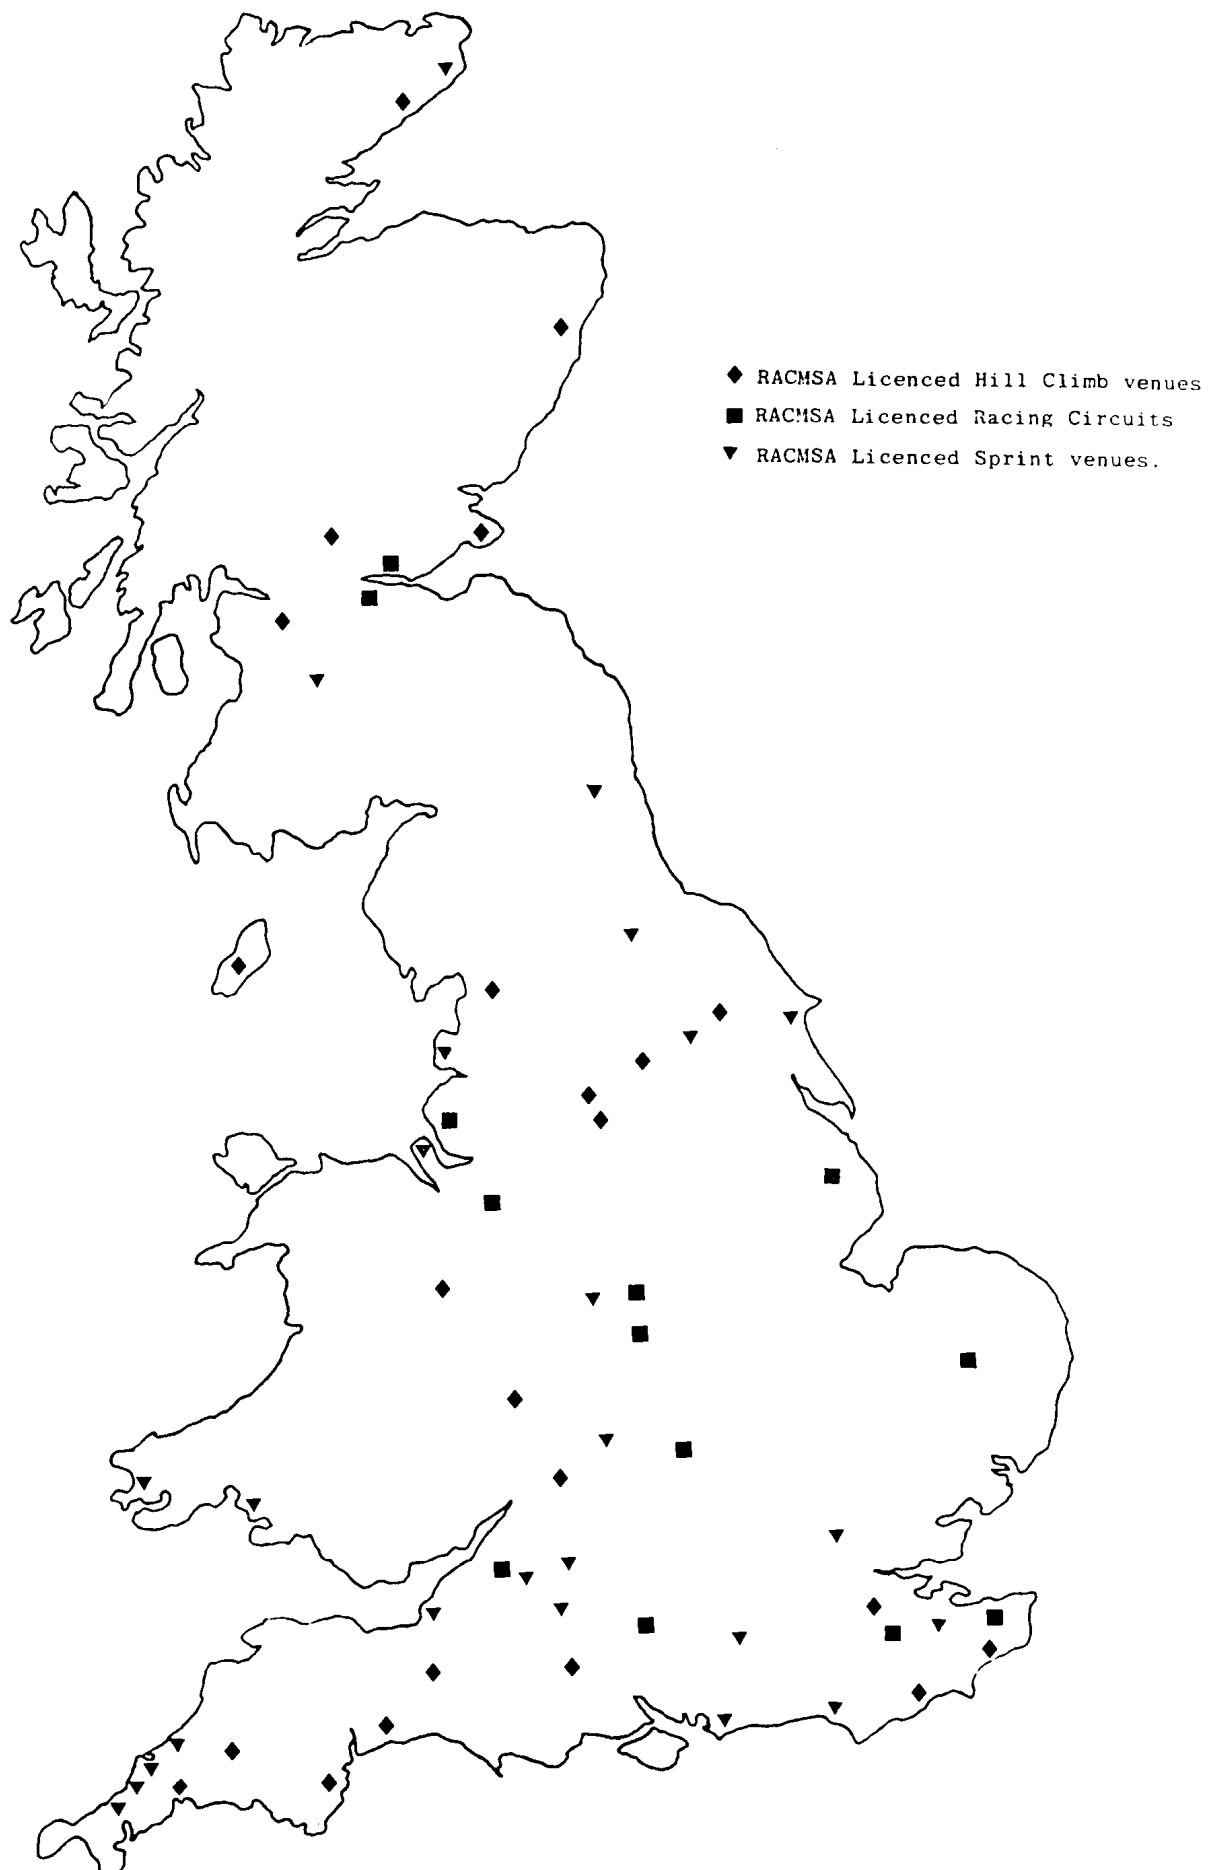 RACMSA Licenced Hill Climb venues
RACMSA Licenced Racing Circuits
RACMSA Licenced Sprint venues.